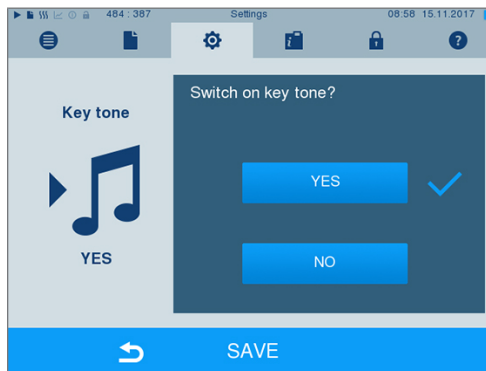 484 : 387 Settings 08:58 15.11.2017
Key tone
Switch on key tone?
YES
YES
NO
SAVE